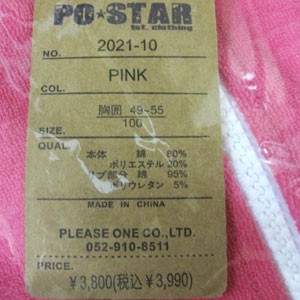 PO★STAR
1st. clothing
NO. 2021-10
COL. PINK
胸囲 49-55
SIZE. 100
QUAL.
本体 綿 80%
ポリエステル 20%
リブ部分 綿 95%
ポリウレタン 5%
MADE IN CHINA
PLEASE ONE CO.,LTD.
052-910-8511
PRICE.
¥3,800(税込¥3,990)